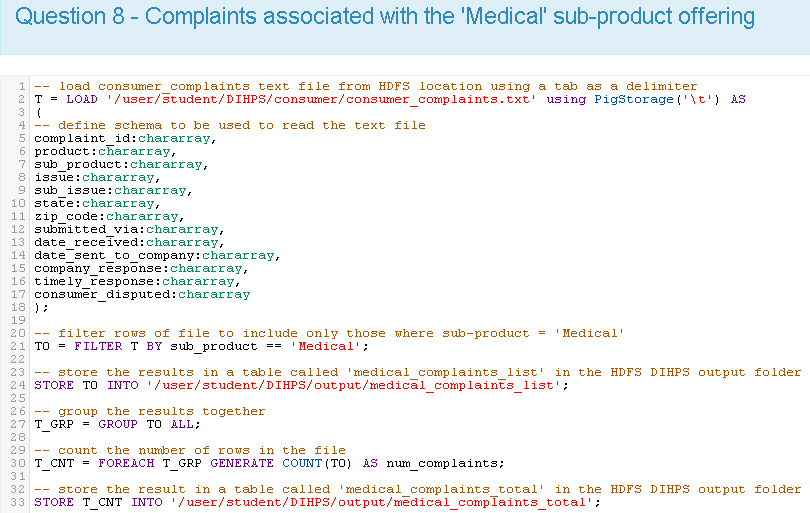 Question 8 - Complaints associated with the 'Medical' sub-product offering
1 -- load consumer_complaints text file from HDFS location using a tab as a delimiter
2 T = LOAD '/user/student/DIHPS/consumer/consumer_complaints.txt' using PigStorage('\t') AS
3 (
4 -- define schema to be used to read the text file
5 complaint_id:chararray,
6 product:chararray,
7 sub_product:chararray,
8 issue:chararray,
9 sub_issue:chararray,
10 state:chararray,
11 zip_code:chararray,
12 submitted_via:chararray,
13 date_received:chararray,
14 date_sent_to_company:chararray,
15 company_response:chararray,
16 timely_response:chararray,
17 consumer_disputed:chararray
18 );
19
20 -- filter rows of file to include only those where sub-product = 'Medical'
21 TO = FILTER T BY sub_product == 'Medical';
22
23 -- store the results in a table called 'medical_complaints_list' in the HDFS DIHPS output folder
24 STORE TO INTO '/user/student/DIHPS/output/medical_complaints_list';
25
26 -- group the results together
27 T_GRP = GROUP TO ALL;
28
29 -- count the number of rows in the file
30 T_CNT = FOREACH T_GRP GENERATE COUNT(TO) AS num_complaints;
31
32 -- store the result in a table called 'medical_complaints_total' in the HDFS DIHPS output folder
33 STORE T_CNT INTO '/user/student/DIHPS/output/medical_complaints_total';